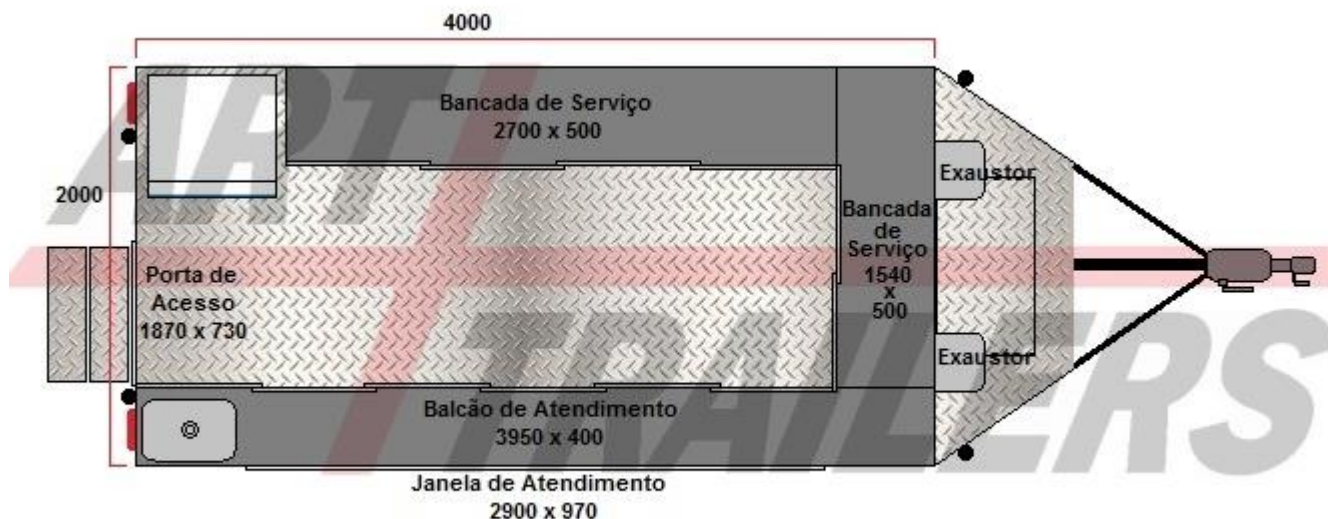 4000
Bancada de Serviço
2700 x 500
Exaustor
2000
Bancada
de
Serviço
1540
x
500
Porta de
Acesso
1870 x 730
Exaustor
Balcão de Atendimento
3950 x 400
Janela de Atendimento
2900 x 970
ART
TRAILERS